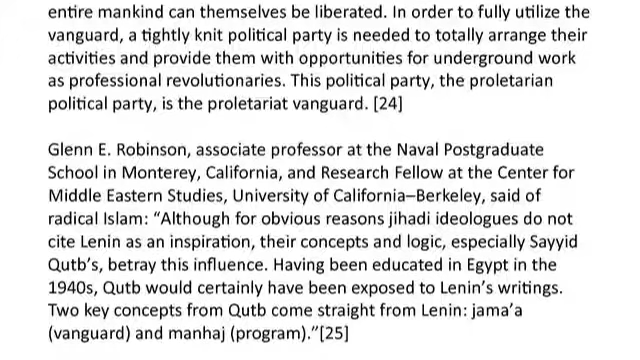 entire mankind can themselves be liberated. In order to fully utilize the
vanguard, a tightly knit political party is needed to totally arrange their
activities and provide them with opportunities for underground work
as professional revolutionaries. This political party, the proletarian
political party, is the proletariat vanguard. [24]
Glenn E. Robinson, associate professor at the Naval Postgraduate
School in Monterey, California, and Research Fellow at the Center for
Middle Eastern Studies, University of California–Berkeley, said of
radical Islam: “Although for obvious reasons jihadi ideologues do not
cite Lenin as an inspiration, their concepts and logic, especially Sayyid
Qutb’s, betray this influence. Having been educated in Egypt in the
1940s, Qutb would certainly have been exposed to Lenin’s writings.
Two key concepts from Qutb come straight from Lenin: jama’a
(vanguard) and manhaj (program).”[25]